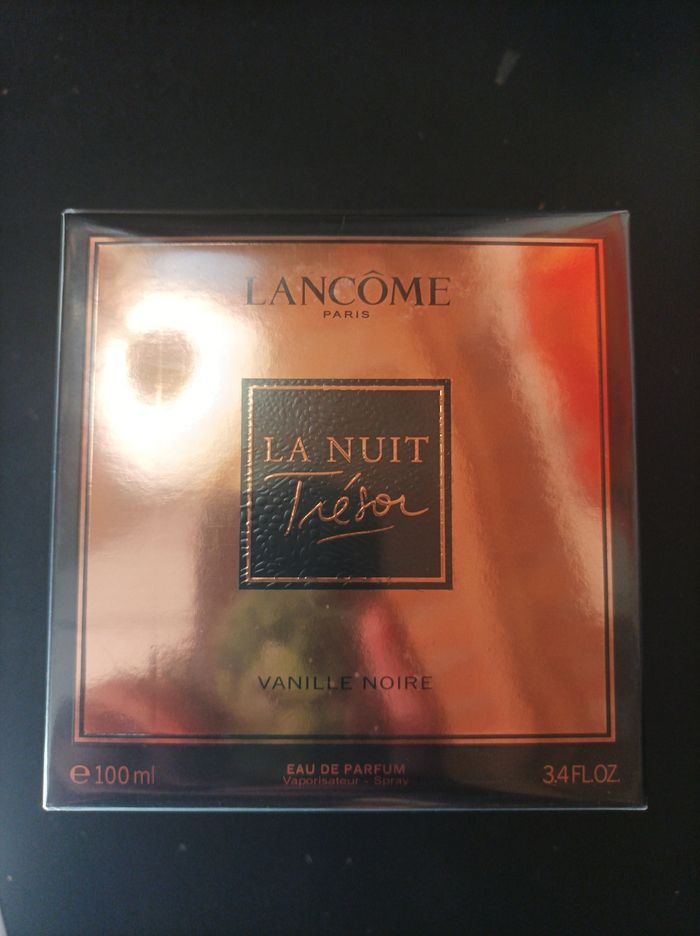 LANCÔME
PARIS
LA NUIT
Trésor
VANILLE NOIRE
e 100 ml
EAU DE PARFUM
Vaporisateur - Spray
3.4 FL.OZ.